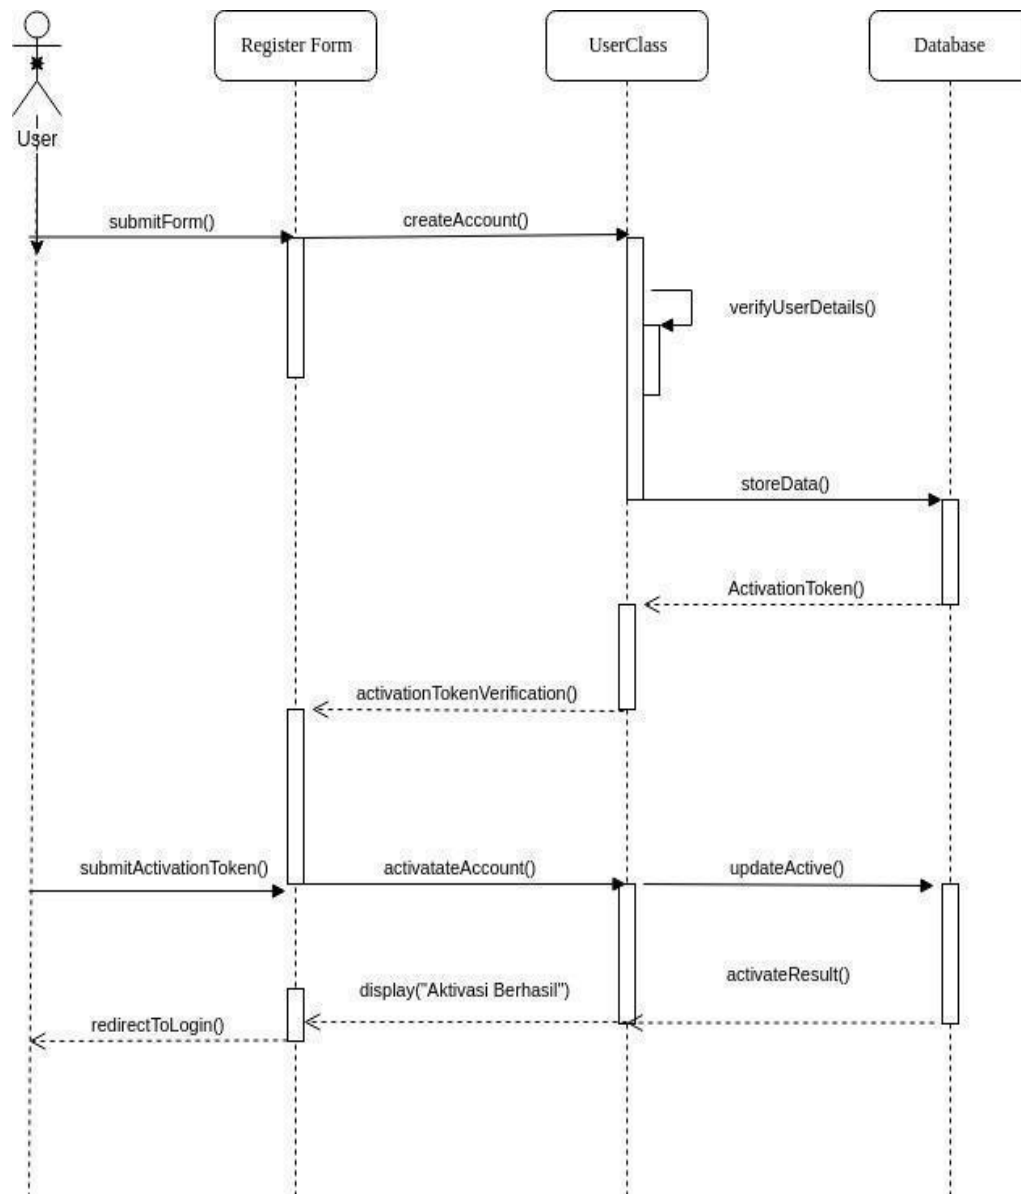 Register Form
UserClass
Database
User
submitForm()
createAccount()
verifyUserDetails()
storeData()
ActivationToken()
activationTokenVerification()
submitActivationToken()
activatateAccount()
updateActive()
activateResult()
display("Aktivasi Berhasil")
redirectToLogin()